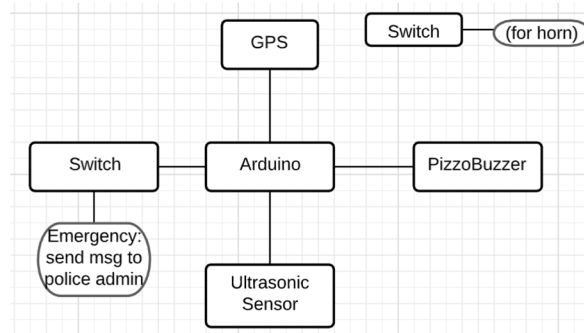 GPS
Switch
(for horn)
Switch
Arduino
PizzoBuzzer
Emergency:
send msg to
police admin
Ultrasonic
Sensor